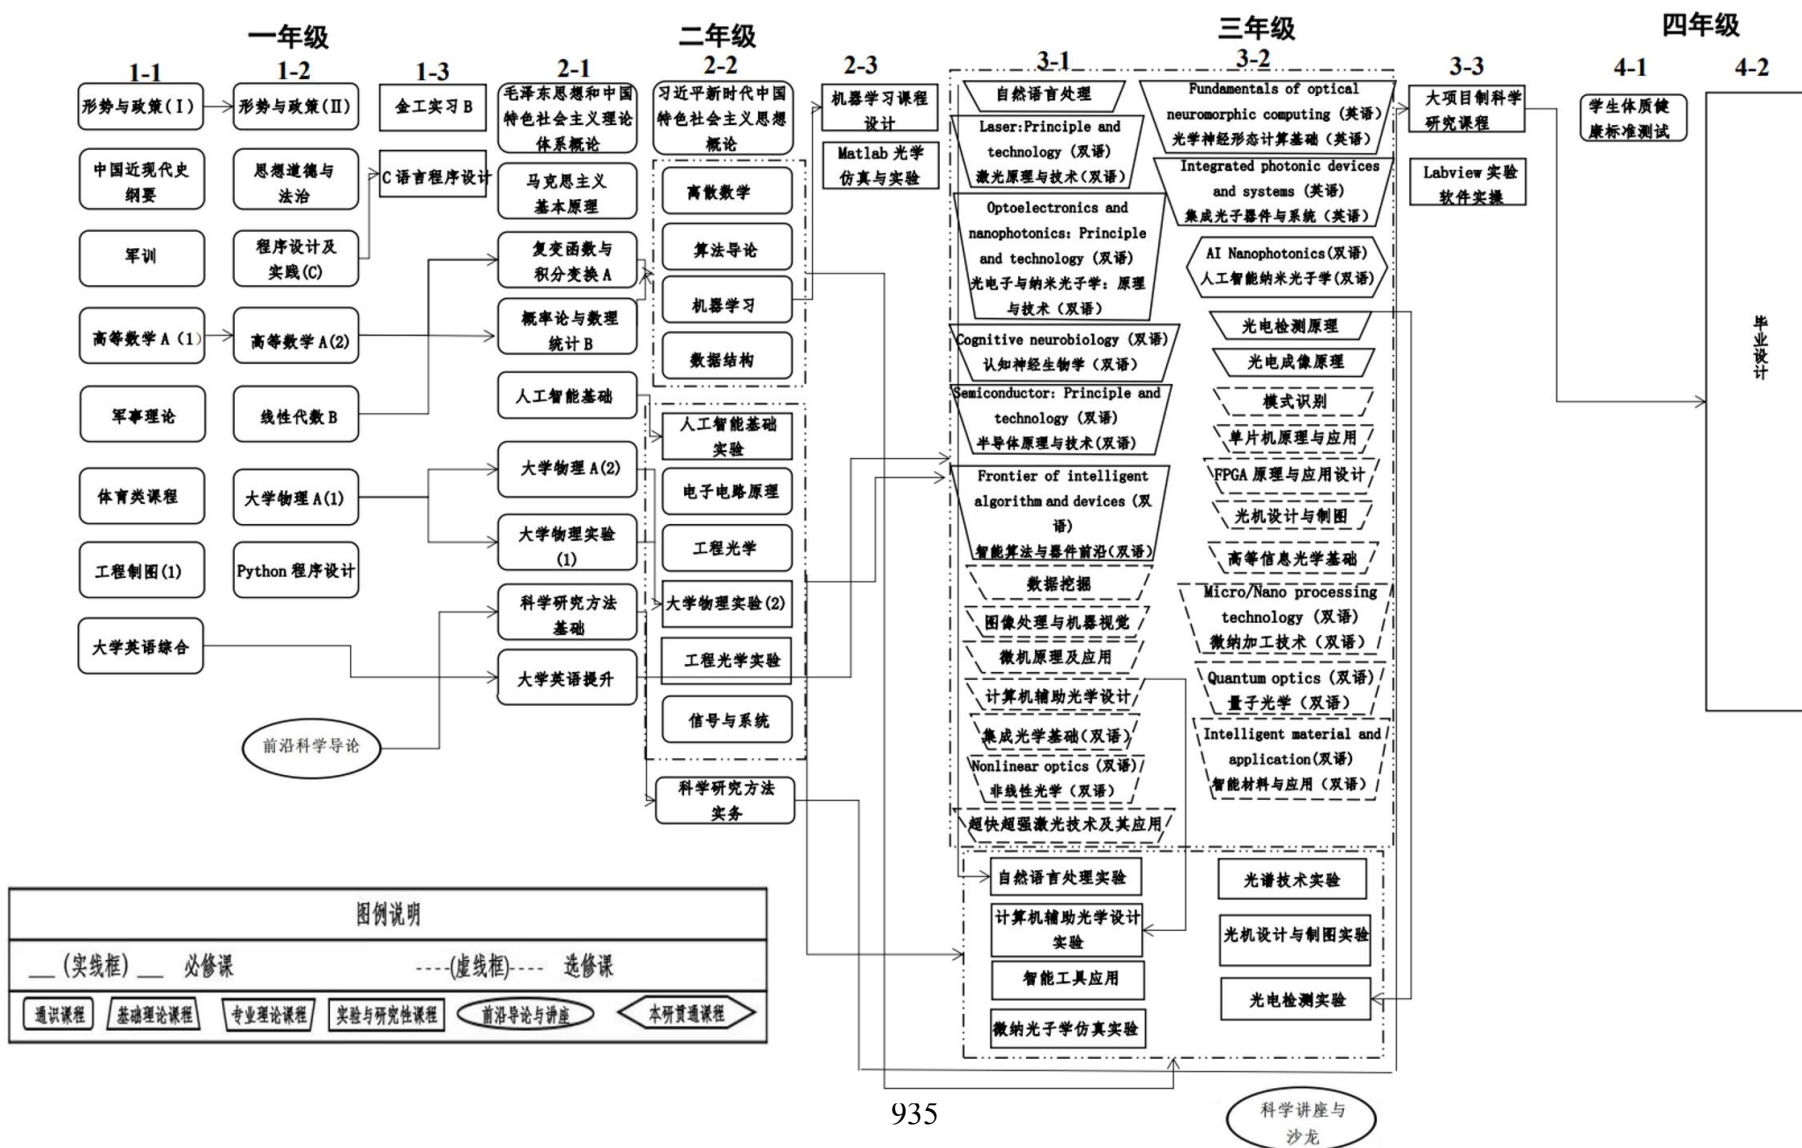 一年级
二年级
三年级
四年级
1-1
1-2
1-3
2-1
2-2
2-3
3-1
3-2
3-3
4-1
4-2
形势与政策(Ⅰ)
中国近现代史
纲要
军训
高等数学A（1）
军事理论
体育类课程
工程制图(1)
大学英语综合
形势与政策(Ⅱ)
思想道德与
法治
程序设计及
实践(C)
高等数学A(2)
线性代数B
大学物理A(1)
Python 程序设计
前沿科学导论
金工实习 B
C语言程序设计
毛泽东思想和中国
特色社会主义理论
体系概论
马克思主义
基本原理
复变函数与
积分变换A
概率论与数理
统计B
人工智能基础
大学物理A(2)
大学物理实验
(1)
科学研究方法
基础
大学英语提升
习近平新时代中国
特色社会主义思想
概论
离散数学
算法导论
机器学习
数据结构
人工智能基础
实验
电子电路原理
工程光学
大学物理实验(2)
工程光学实验
信号与系统
科学研究方法
实务
机器学习课程
设计
Matlab 光学
仿真与实验
自然语言处理
Laser:Principle and
technology (双语)
激光原理与技术(双语)
Optoelectronics and
nanophotonics: Principle
and technology (双语)
光电子与纳米光子学：原理
与技术（双语）
Cognitive neurobiology (双语)
认知神经生物学（双语）
Semiconductor: Principle and
technology (双语)
半导体原理与技术(双语)
Frontier of intelligent
algorithm and devices (双
语)
智能算法与器件前沿(双语)
数据挖掘
图像处理与机器视觉
微机原理及应用
计算机辅助光学设计
集成光学基础(双语)
Nonlinear optics (双语)
非线性光学（双语）
超快超强激光技术及其应用
自然语言处理实验
计算机辅助光学设计
实验
智能工具应用
微纳光子学仿真实验
Fundamentals of optical
neuromorphic computing (英语)
光学神经形态计算基础（英语）
Integrated photonic devices
and systems (英语)
集成光子器件与系统（英语）
AI Nanophotonics(双语)
人工智能纳米光子学(双语)
光电检测原理
光电成像原理
模式识别
单片机原理与应用
FPGA 原理与应用设计
光机设计与制图
高等信息光学基础
Micro/Nano processing
technology (双语)
微纳加工技术（双语）
Quantum optics (双语)
量子光学（双语）
Intelligent material and
application(双语)
智能材料与应用（双语）
光谱技术实验
光机设计与制图实验
光电检测实验
科学讲座与
沙龙
大项目制科学
研究课程
Labview 实验
软件实操
学生体质健
康标准测试
毕业设计
图例说明
___ (实线框) ___ 必修课 ----(虚线框)----- 选修课
通识课程 基础理论课程 专业理论课程 实验与研究性课程 前沿导论与讲座 本研贯通课程
935